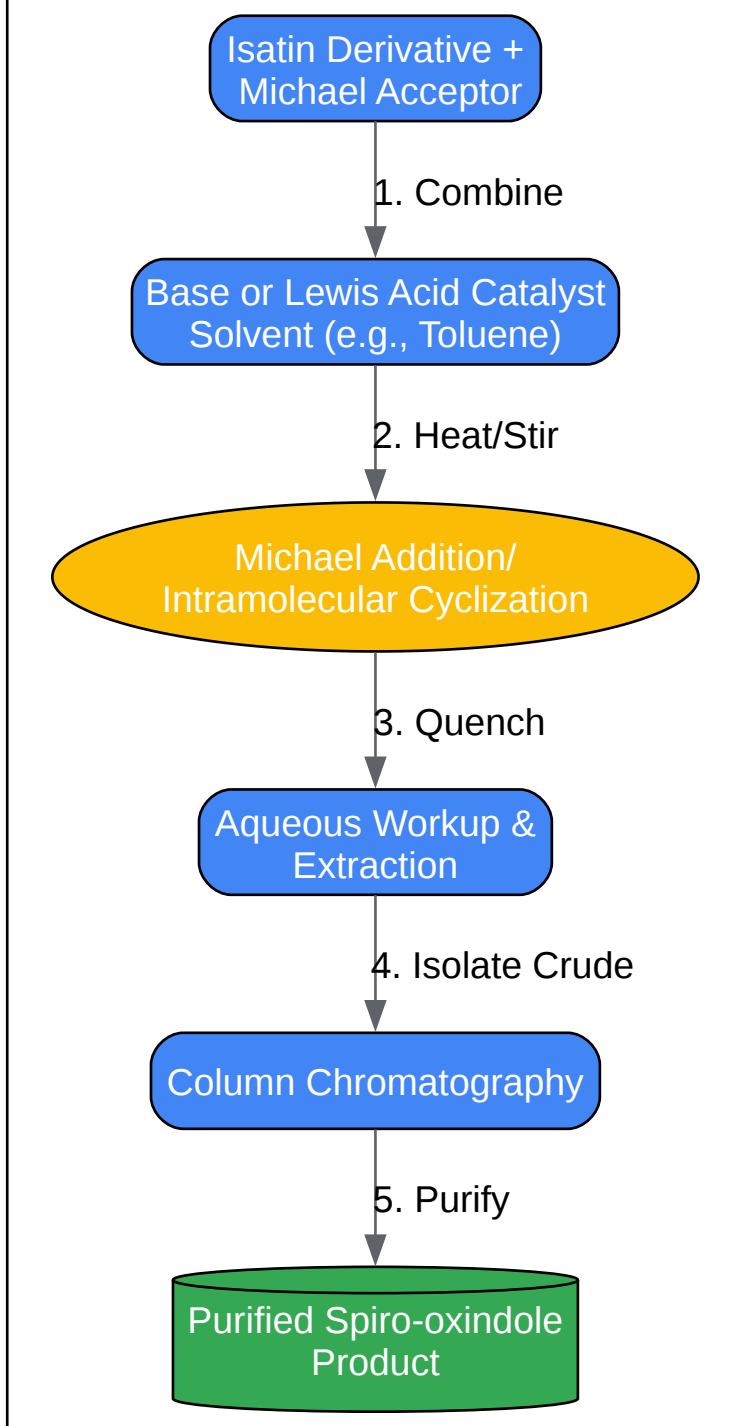 Isatin Derivative +
Michael Acceptor
1. Combine
Base or Lewis Acid Catalyst
Solvent (e.g., Toluene)
2. Heat/Stir
Michael Addition/
Intramolecular Cyclization
3. Quench
Aqueous Workup &
Extraction
4. Isolate Crude
Column Chromatography
5. Purify
Purified Spiro-oxindole
Product